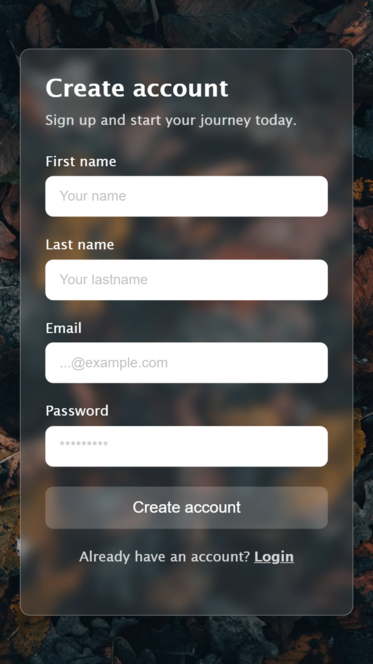 Create account
Sign up and start your journey today.
First name
Your name
Last name
Your lastname
Email
...@example.com
Password
*********
Create account
Already have an account? Login